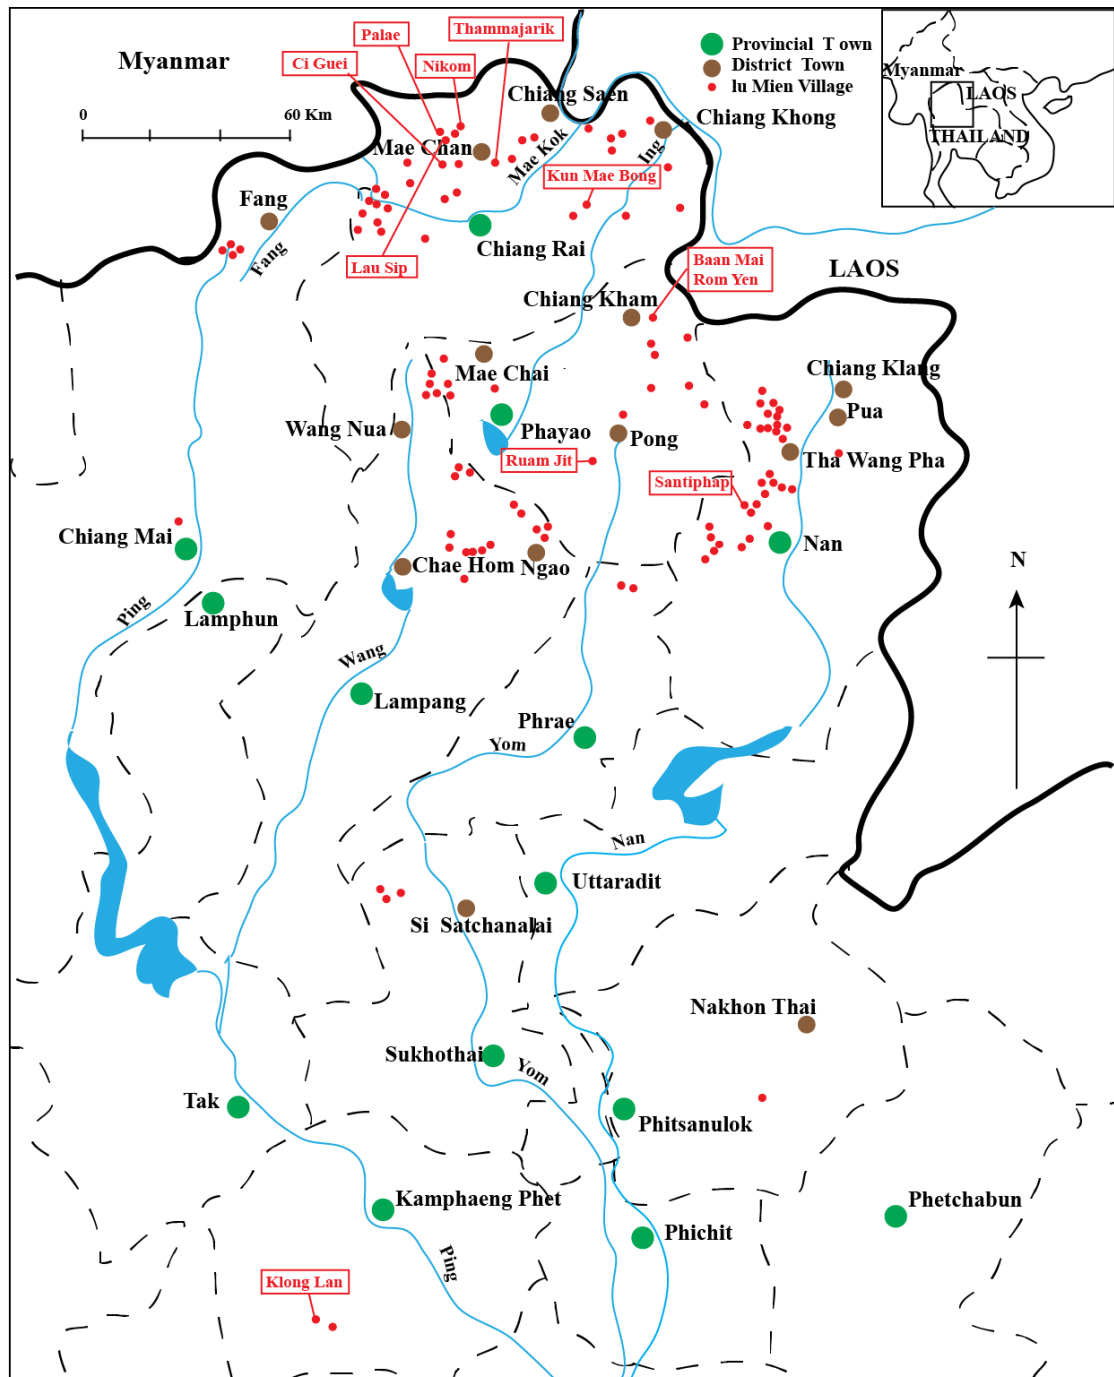 Palae
Thammajarik
Provincial T own
Myanmar
Ci Guei
Nikom
District Town
Iu Mien Village
Myanmar
LAOS
THAILAND
Chiang Saen
0
60 Km
Chiang Khong
Mae Chan
Mae Kok
Ing
Kun Mae Bong
Fang
Fang
Chiang Rai
Lau Sip
Baan Mai
Rom Yen
LAOS
Chiang Kham
Mae Chai
Chiang Klang
Wang Nua
Phayao
Pong
Pua
Ruam Jit
Tha Wang Pha
Santiphap
Chiang Mai
Nan
Chae Hom
Ngao
N
Ping
Lamphun
Wang
Lampang
Phrae
Yom
Nan
Uttaradit
Si Satchanalai
Nakhon Thai
Sukhothai
Yom
Tak
Phitsanulok
Kamphaeng Phet
Phetchabun
Phichit
Ping
Klong Lan